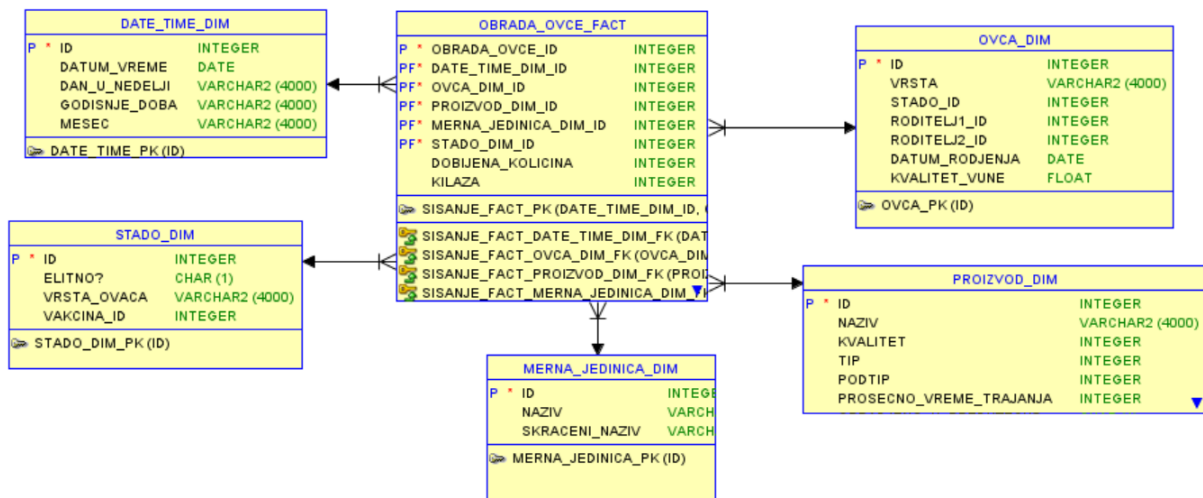 DATE_TIME_DIM
P * ID INTEGER
DATUM_VREME DATE
DAN_U_NEDELJI VARCHAR2 (4000)
GODISNJE_DOBA VARCHAR2 (4000)
MESEC VARCHAR2 (4000)
DATE_TIME_PK (ID)
OBRADA_OVCE_FACT
P * OBRADA_OVCE_ID INTEGER
PF* DATE_TIME_DIM_ID INTEGER
PF* OVCA_DIM_ID INTEGER
PF* PROIZVOD_DIM_ID INTEGER
PF* MERNA_JEDINICA_DIM_ID INTEGER
PF* STADO_DIM_ID INTEGER
DOBIJENA_KOLICINA INTEGER
KILAZA INTEGER
SISANJE_FACT_PK (DATE_TIME_DIM_ID,
SISANJE_FACT_DATE_TIME_DIM_FK (DAT
SISANJE_FACT_OVCA_DIM_FK (OVCA_DIM
SISANJE_FACT_PROIZVOD_DIM_FK (PROI
SISANJE_FACT_MERNA_JEDINICA_DIM
OVCA_DIM
P * ID INTEGER
VRSTA VARCHAR2 (4000)
STADO_ID INTEGER
RODITELJ1_ID INTEGER
RODITELJ2_ID INTEGER
DATUM_RODJENJA DATE
KVALITET_VUNE FLOAT
OVCA_PK (ID)
STADO_DIM
P * ID INTEGER
ELITNO? CHAR (1)
VRSTA_OVACA VARCHAR2 (4000)
VAKCINA_ID INTEGER
STADO_DIM_PK (ID)
PROIZVOD_DIM
P * ID INTEGER
NAZIV VARCHAR2 (4000)
KVALITET INTEGER
TIP INTEGER
PODTIP INTEGER
PROSECNO_VREME_TRAJANJA INTEGER
MERNA_JEDINICA_DIM
P * ID INTEGE
NAZIV VARCH
SKRACENI_NAZIV VARCH
MERNA_JEDINICA_PK (ID)